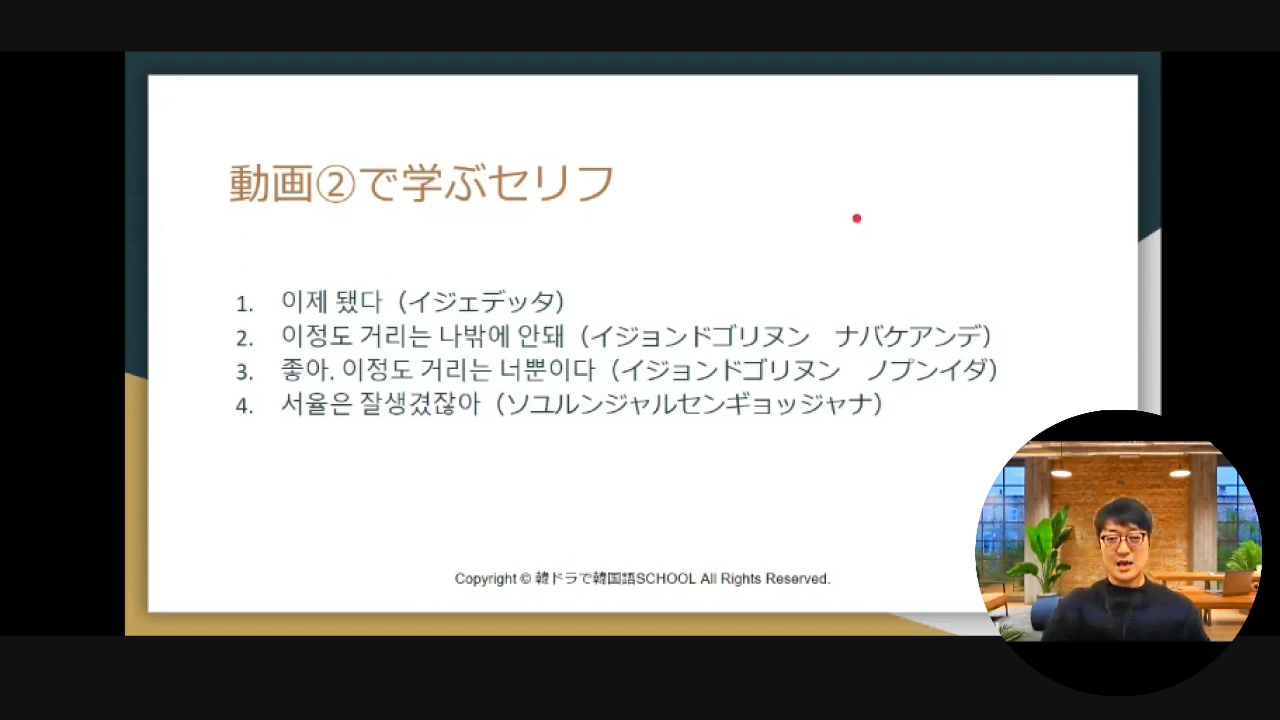 動画②で学ぶセリフ
1. 이제 됐다（イジェデッタ）
2. 이정도 거리는 나밖에 안돼（イジョンドゴリヌン　ナバケアンデ）
3. 좋아. 이정도 거리는 너뿐이다（イジョンドゴリヌン　ノプンイダ）
4. 서율은 잘생겼잖아（ソユルンジャルセンギョッジャナ）
Copyright © 韓ドラで韓国語SCHOOL All Rights Reserved.